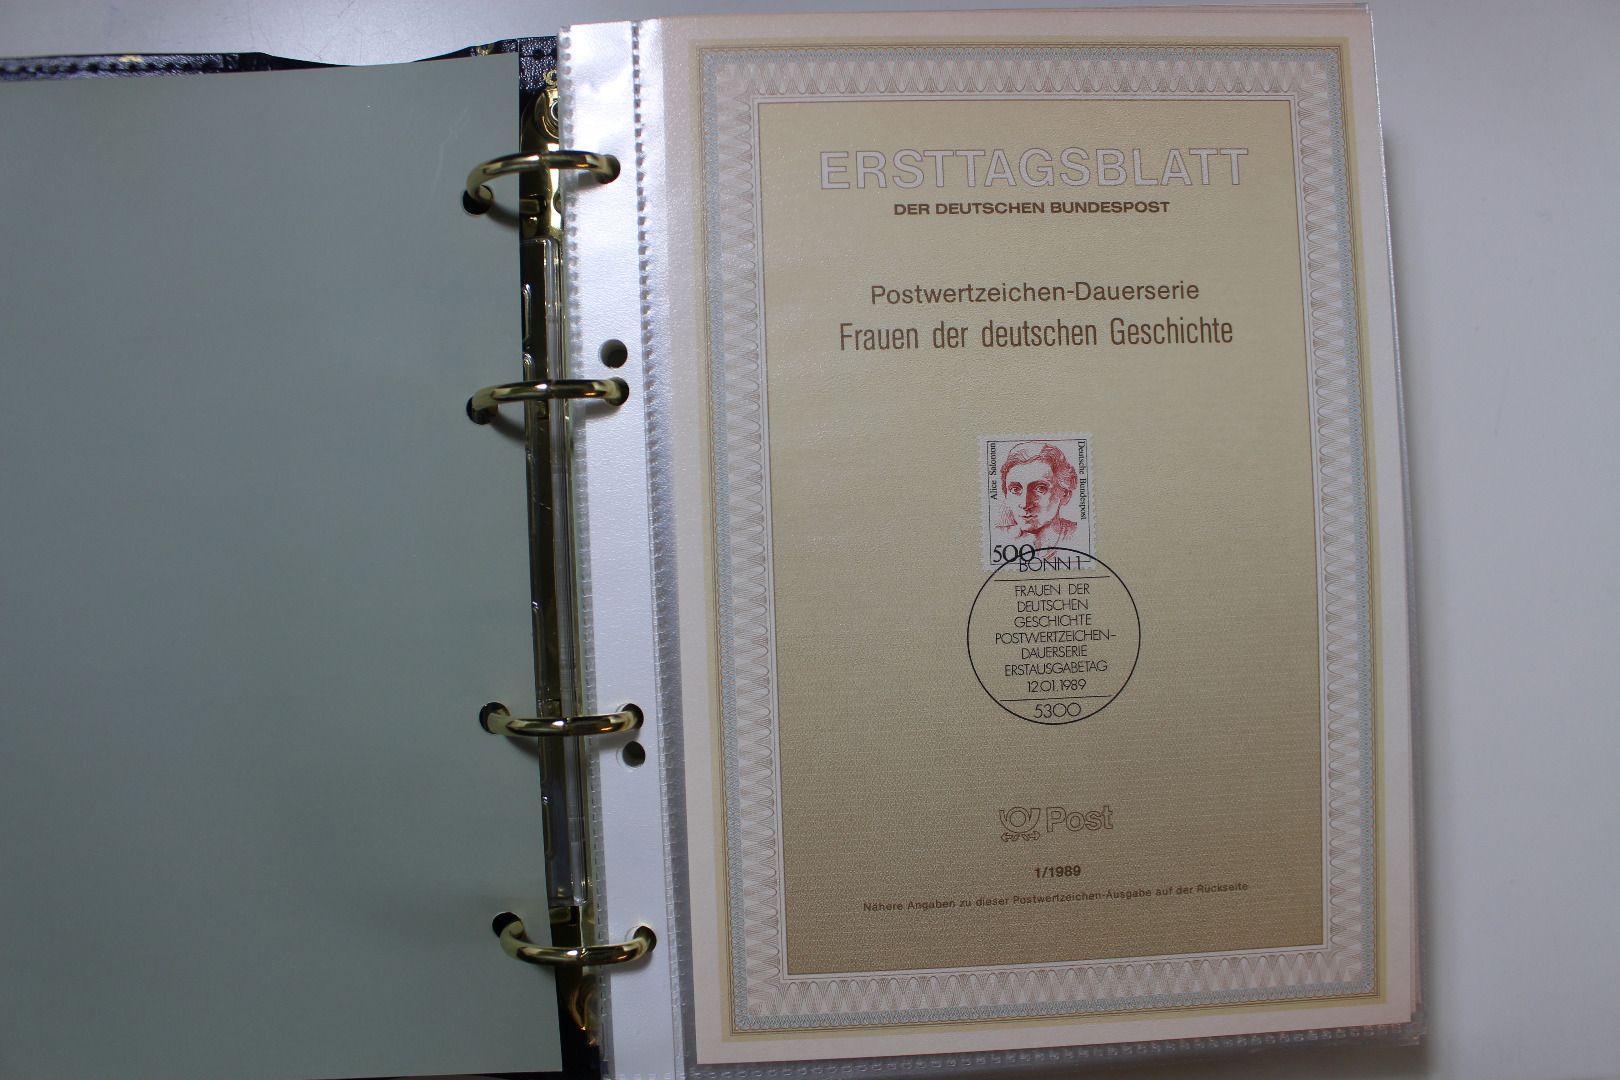 ERSTTAGSBLATT
DER DEUTSCHEN BUNDESPOST
Postwertzeichen-Dauerserie
Frauen der deutschen Geschichte
Alice Salomon
Deutsche Bundespost
500
BONN 1
FRAUEN DER
DEUTSCHEN
GESCHICHTE
POSTWERTZEICHEN-
DAUERSERIE
ERSTAUSGABETAG
12.01.1989
5300
Post
1/1989
Nähere Angaben zu dieser Postwertzeichen-Ausgabe auf der Rückseite